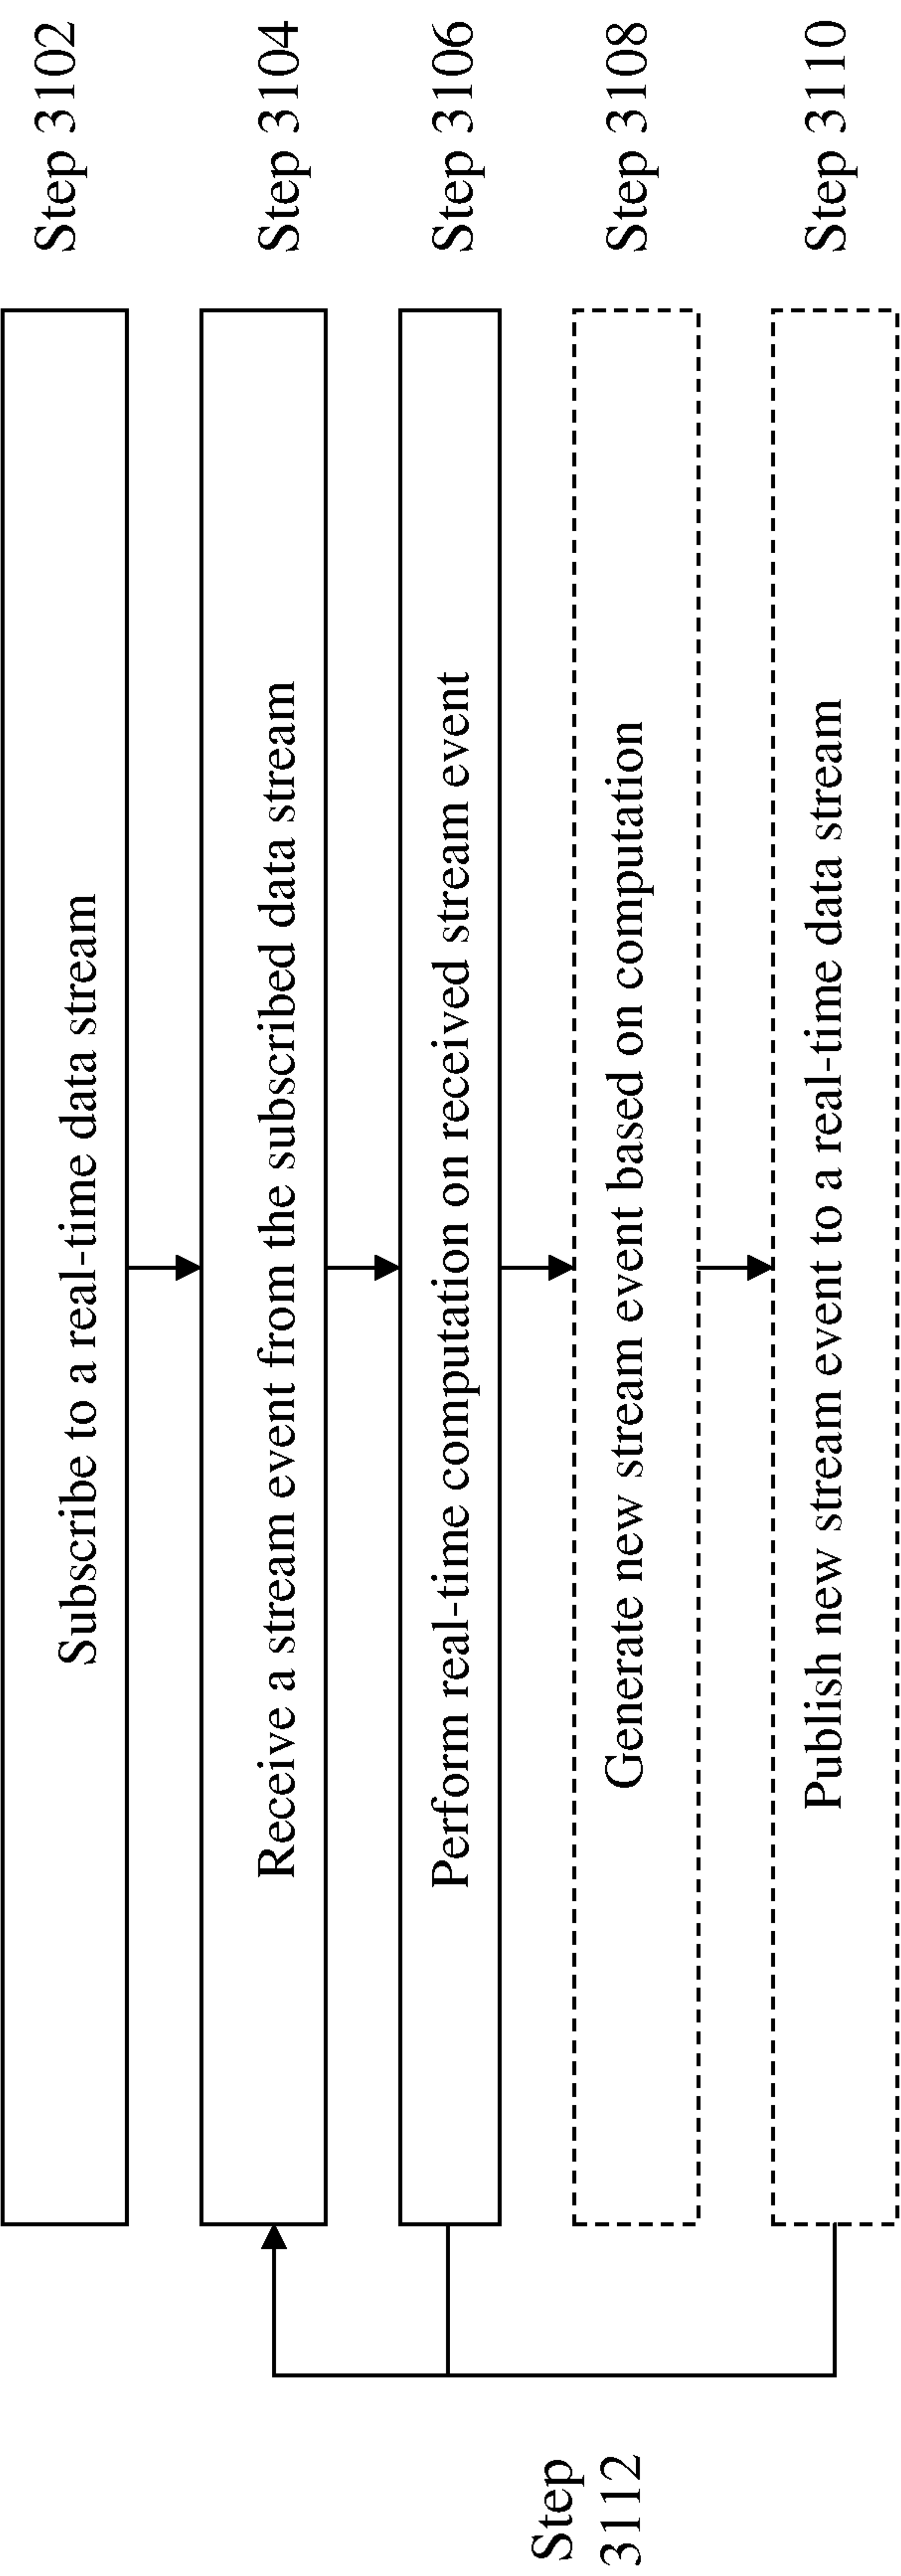 Subscribe to a real-time data stream
Step 3102
Receive a stream event from the subscribed data stream
Step 3104
Perform real-time computation on received stream event
Step 3106
Generate new stream event based on computation
Step 3108
Publish new stream event to a real-time data stream
Step 3110
Step
3112